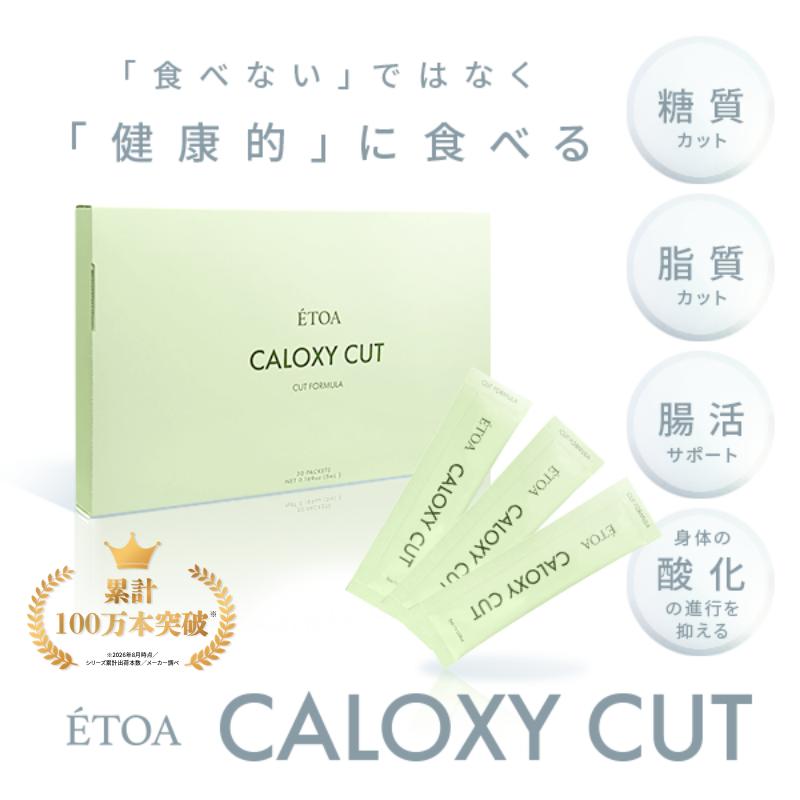 「食べない」ではなく
「健康的」に食べる
糖質
カット
脂質
カット
腸活
サポート
身体の
酸化
の進行を
抑える
ÉTOA
CALOXY CUT
CUT FORMULA
30 PACKETS
CUT FORMULA
ÉTOA
CALOXY CUT
CUT FORMULA
ÉTOA
CALOXY CUT
CUT FORMULA
ÉTOA
CALOXY CUT
累計
100万本突破※
※2026年8月時点／
シリーズ累計出荷本数／メーカー調べ
ÉTOA CALOXY CUT